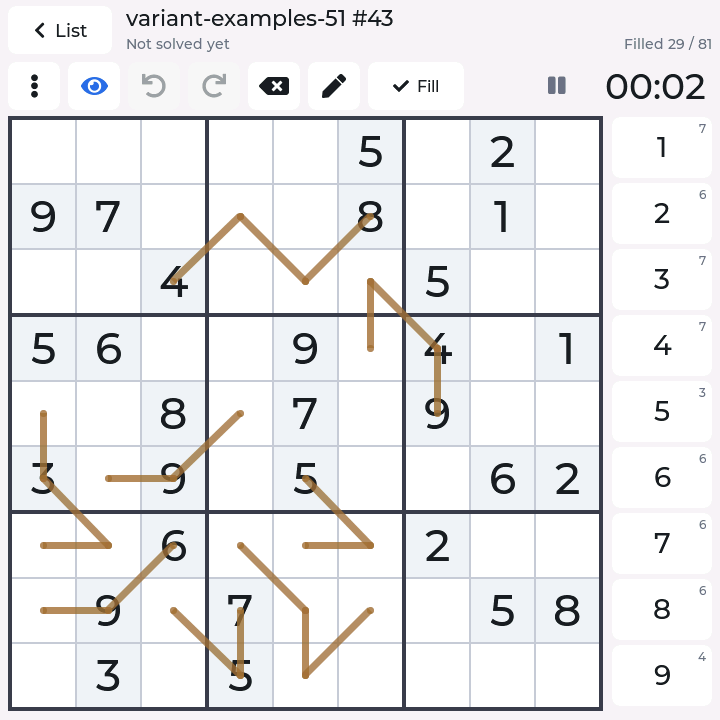 List
variant-examples-51 #43
Not solved yet
Filled 29 / 81
Fill
00:02
5 2
9 7 8 1
4 5
5 6 9 4 1
8 7 9
3 9 5 6 2
6 2
9 7 5 8
3 5
1 7
2 6
3 7
4 7
5 3
6 6
7 6
8 6
9 4